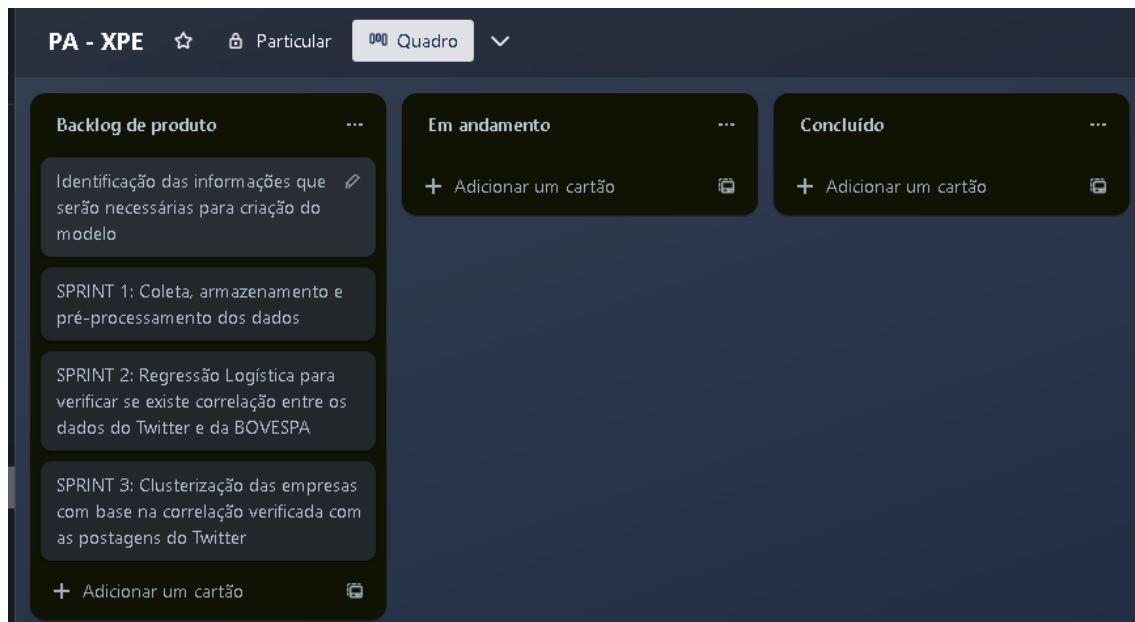 PA - XPE Particular Quadro
Backlog de produto
Identificação das informações que
serão necessárias para criação do
modelo
SPRINT 1: Coleta, armazenamento e
pré-processamento dos dados
SPRINT 2: Regressão Logística para
verificar se existe correlação entre os
dados do Twitter e da BOVESPA
SPRINT 3: Clusterização das empresas
com base na correlação verificada com
as postagens do Twitter
+ Adicionar um cartão
Em andamento
+ Adicionar um cartão
Concluído
+ Adicionar um cartão